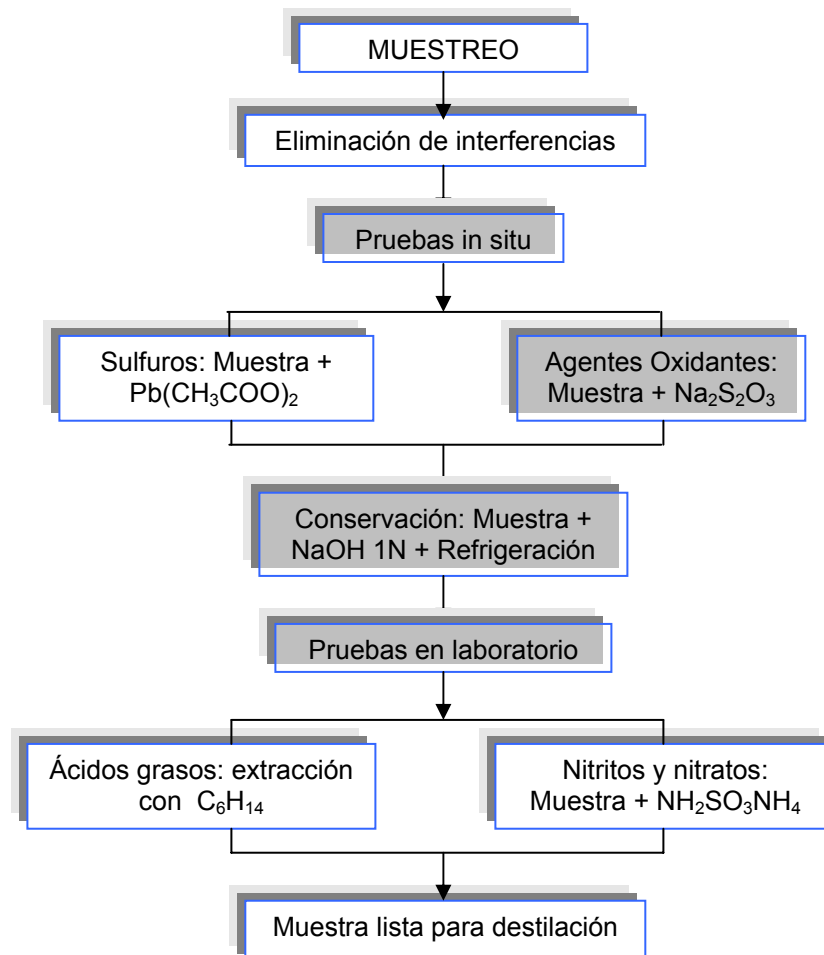 MUESTREO
Eliminación de interferencias
Pruebas in situ
Sulfuros: Muestra +
Pb(CH₃COO)₂
Agentes Oxidantes:
Muestra + Na₂S₂O₃
Conservación: Muestra +
NaOH 1N + Refrigeración
Pruebas en laboratorio
Ácidos grasos: extracción
con C₆H₁₄
Nitritos y nitratos:
Muestra + NH₂SO₃NH₄
Muestra lista para destilación